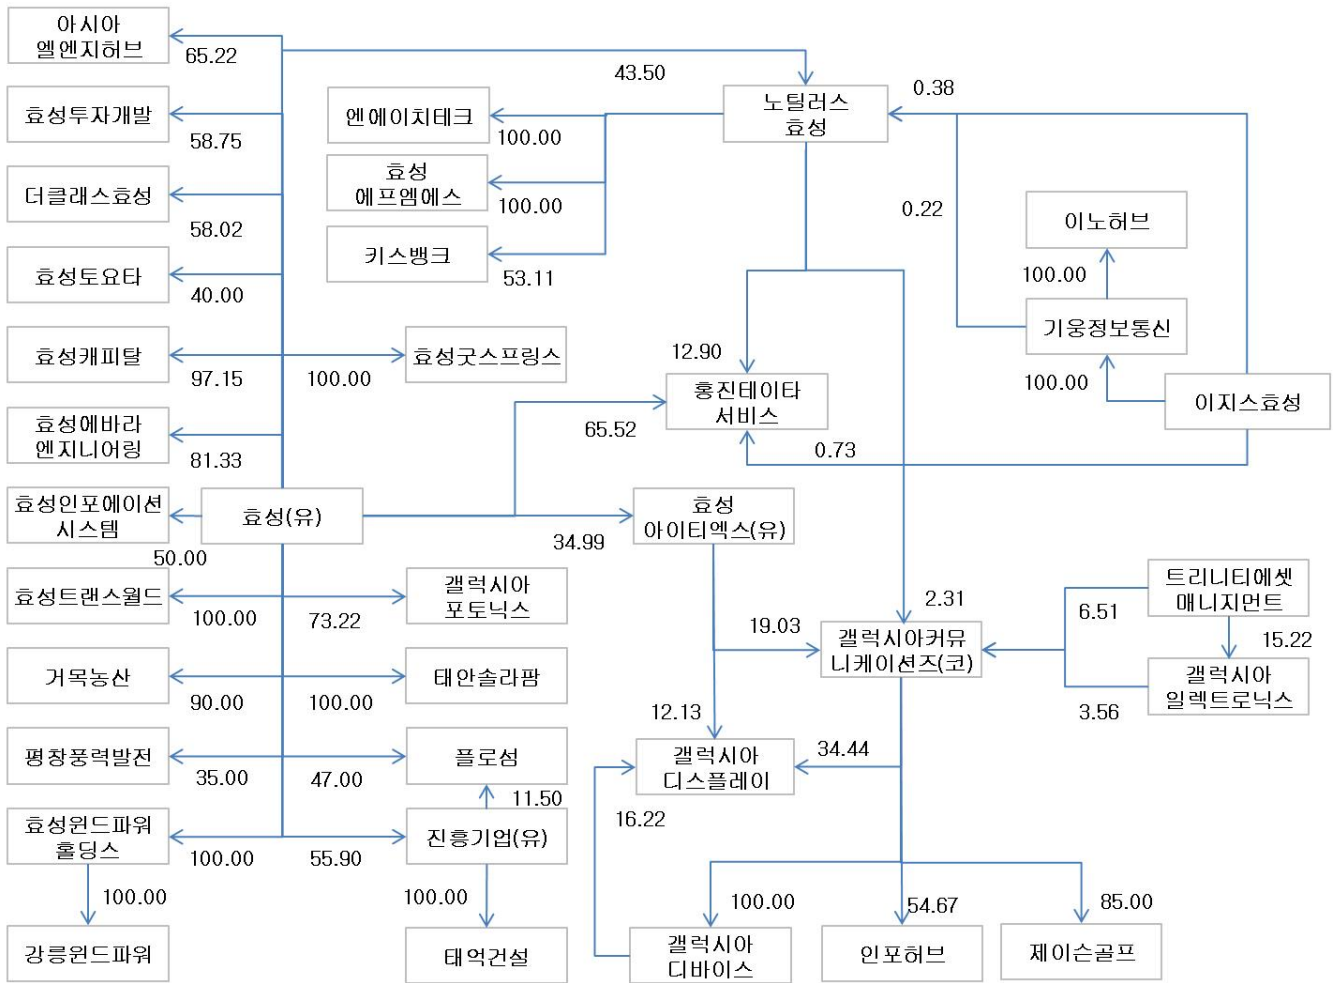 아시아
엘엔지허브
65.22
43.50
효성투자개발
58.75
엔에이치테크
100.00
노틸러스
효성
0.38
더클래스효성
58.02
효성
에프엠에스
100.00
0.22
이노허브
100.00
효성토요타
40.00
키스뱅크
53.11
기웅정보통신
100.00
효성캐피탈
97.15
100.00
효성굿스프링스
12.90
홍진테이타
서비스
65.52
0.73
이지스효성
효성에바라
엔지니어링
81.33
효성인포에이션
시스템
50.00
효성(유)
34.99
효성
아이티엑스(유)
효성트랜스월드
100.00
73.22
갤럭시아
포토닉스
2.31
19.03
갤럭시아커뮤
니케이션즈(코)
트리니티에셋
매니지먼트
6.51
15.22
갤럭시아
일렉트로닉스
3.56
거목농산
90.00
100.00
태안솔라팜
12.13
평창풍력발전
35.00
47.00
플로섬
11.50
갤럭시아
디스플레이
34.44
16.22
효성윈드파워
홀딩스
100.00
55.90
진흥기업(유)
100.00
100.00
100.00
54.67
85.00
강릉윈드파워
태억건설
갤럭시아
디바이스
인포허브
제이슨골프